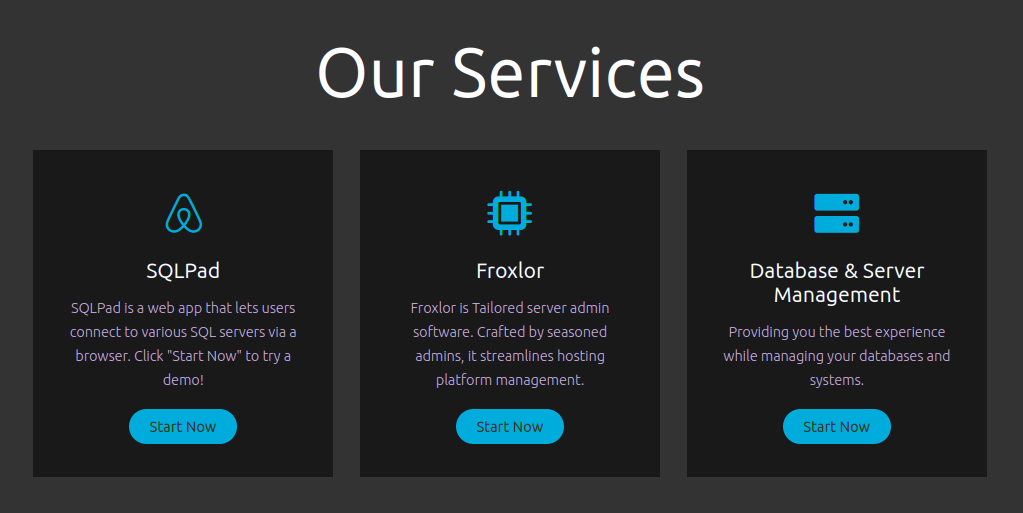 Our Services
SQLPad
SQLPad is a web app that lets users
connect to various SQL servers via a
browser. Click "Start Now" to try a
demo!
Start Now
Froxlor
Froxlor is Tailored server admin
software. Crafted by seasoned
admins, it streamlines hosting
platform management.
Start Now
Database & Server
Management
Providing you the best experience
while managing your databases and
systems.
Start Now